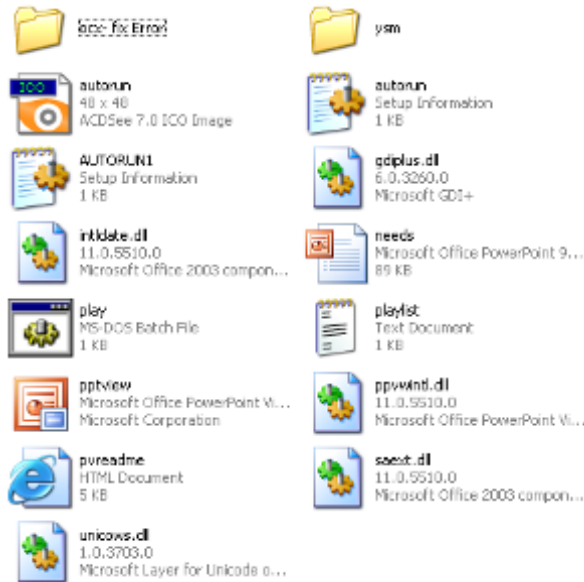 ocx- fix Error
ysm
ICO
autorun
48 x 48
ACDSee 7.0 ICO Image
autorun
Setup Information
1 KB
AUTORUN1
Setup Information
1 KB
gdiplus.dll
6.0.3260.0
Microsoft GDI+
intldate.dll
11.0.5510.0
Microsoft Office 2003 compon...
needs
Microsoft Office PowerPoint 9...
89 KB
play
MS-DOS Batch File
1 KB
playlist
Text Document
1 KB
pptview
Microsoft Office PowerPoint Vi...
Microsoft Corporation
ppvwintl.dll
11.0.5510.0
Microsoft Office PowerPoint Vi...
pvreadme
HTML Document
5 KB
saext.dll
11.0.5510.0
Microsoft Office 2003 compon...
unicows.dll
1.0.3703.0
Microsoft Layer for Unicode o...